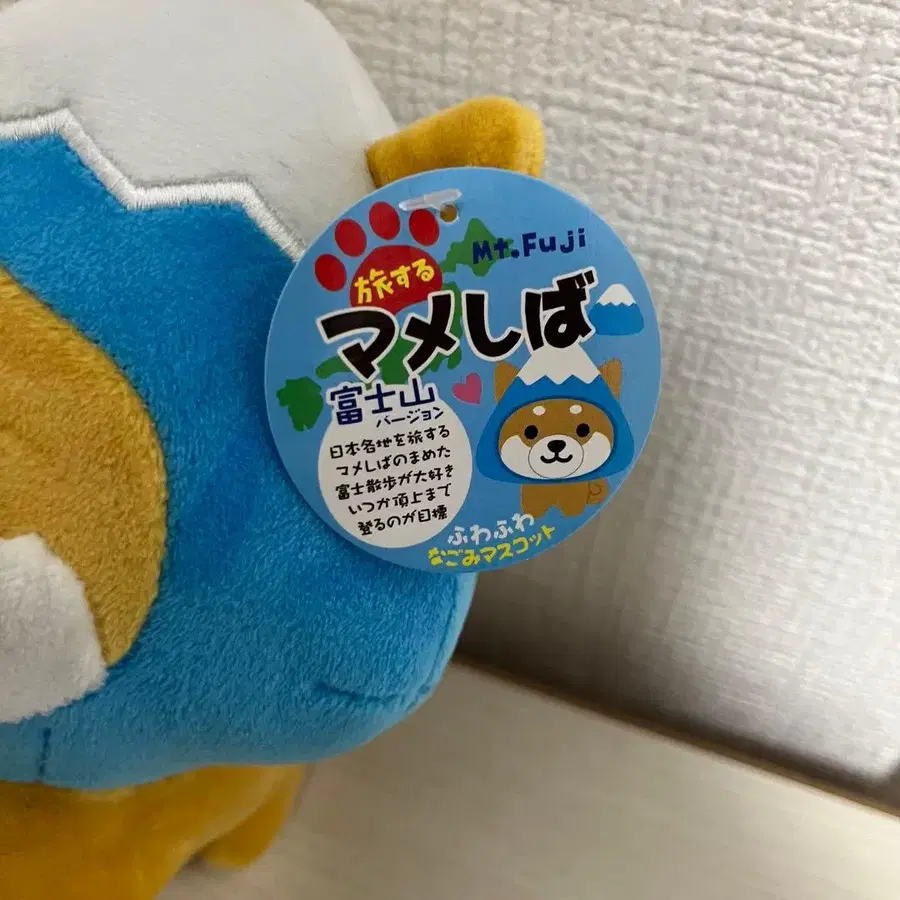 Mt.Fuji
旅する
マメしば
富士山
バージョン
日本各地を旅する
マメしばのまめた
富士散歩が大好き
いつか頂上まで
登るのが目標
ふわふわ
なごみマスコット